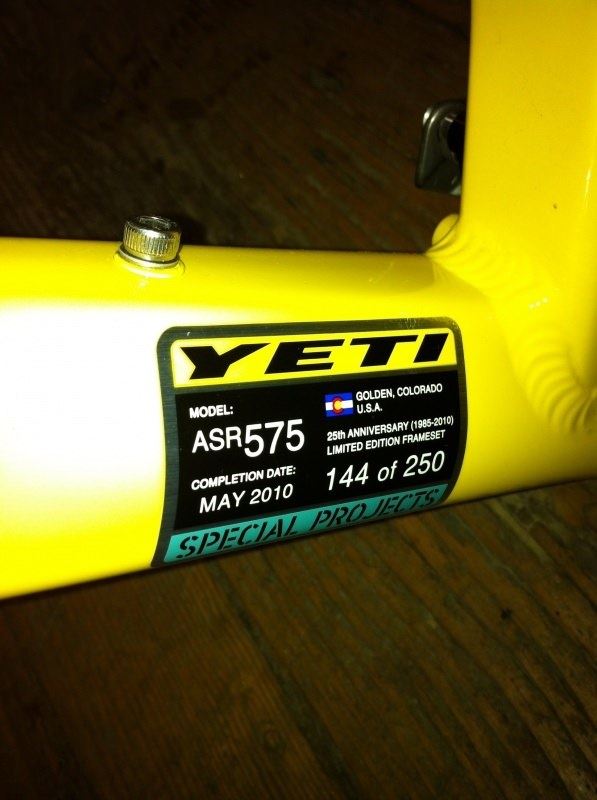 YETI
MODEL:
ASR575
COMPLETION DATE:
MAY 2010
GOLDEN, COLORADO
U.S.A.
25th ANNIVERSARY (1985-2010)
LIMITED EDITION FRAMESET
144 of 250
SPECIAL PROJECTS